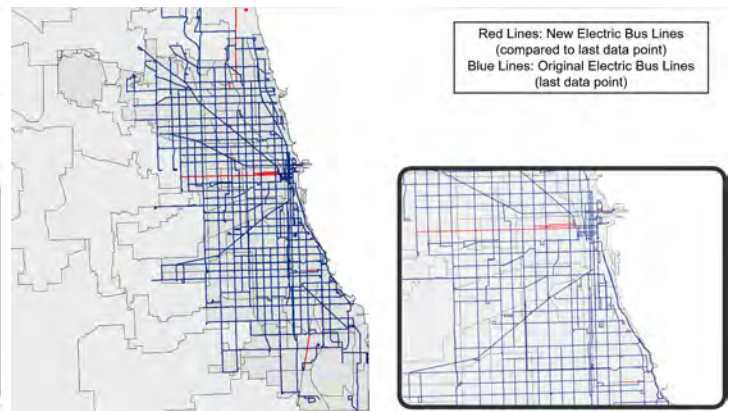 Red Lines: New Electric Bus Lines
(compared to last data point)
Blue Lines: Original Electric Bus Lines
(last data point)